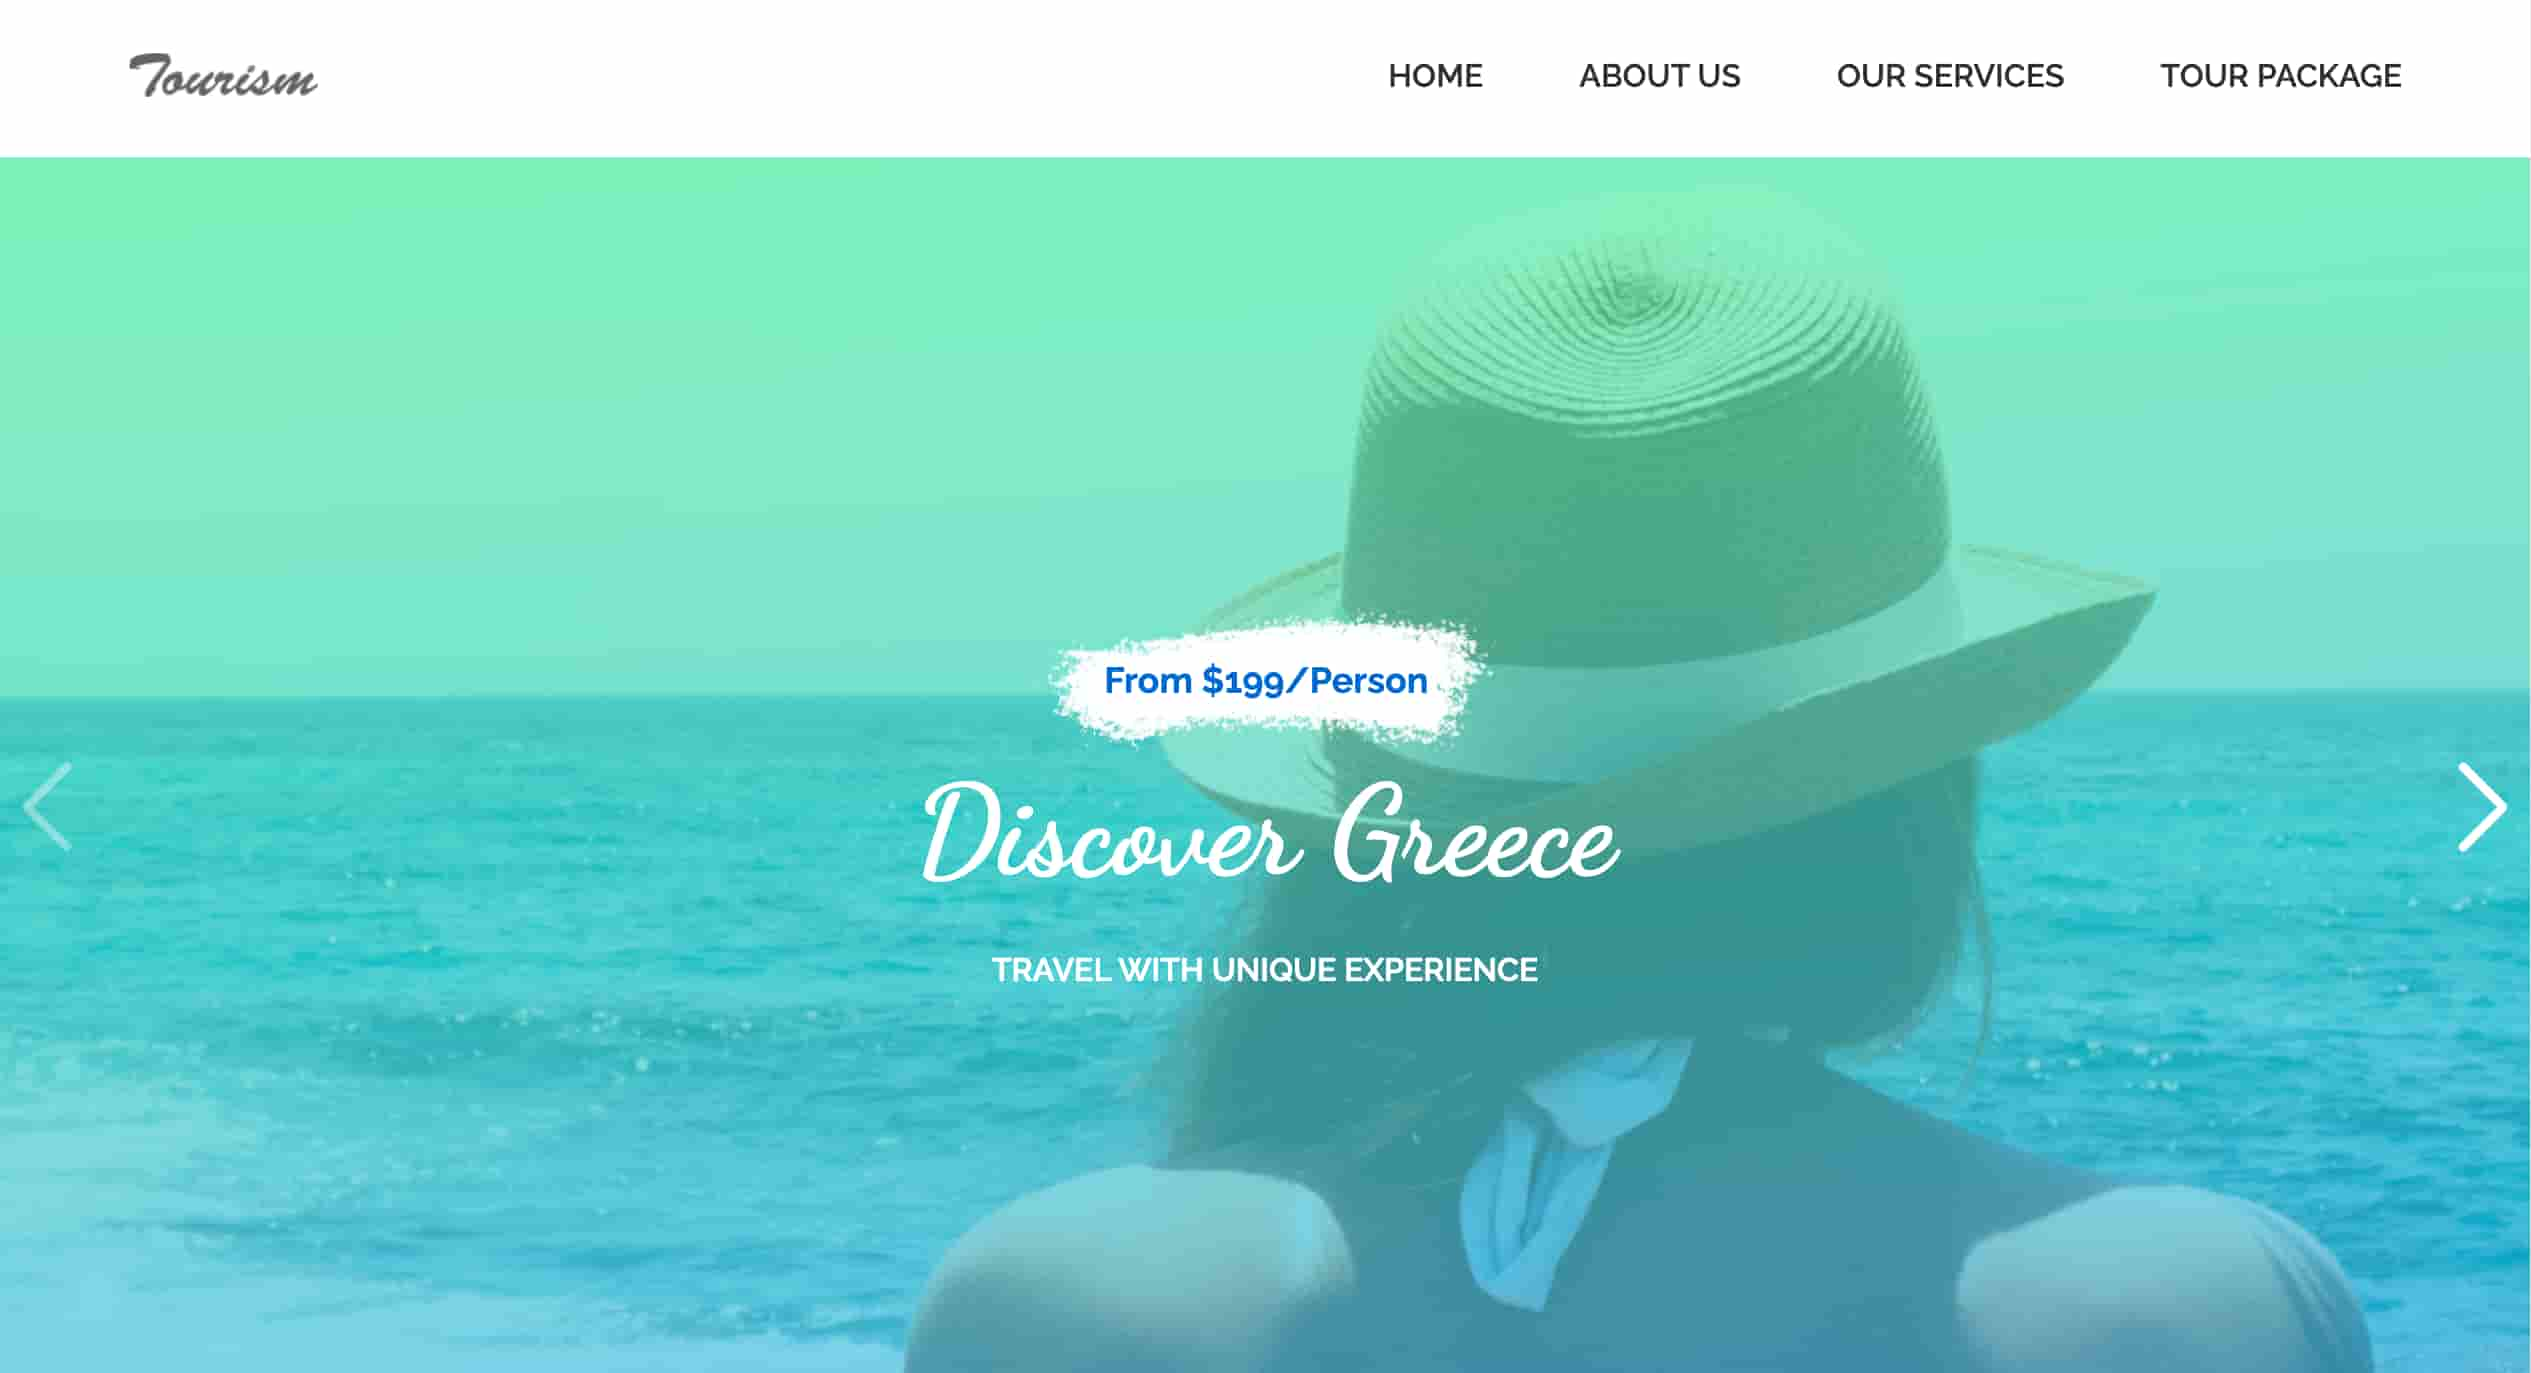 Tourism
HOME ABOUT US OUR SERVICES TOUR PACKAGE
From $199/Person
Discover Greece
TRAVEL WITH UNIQUE EXPERIENCE